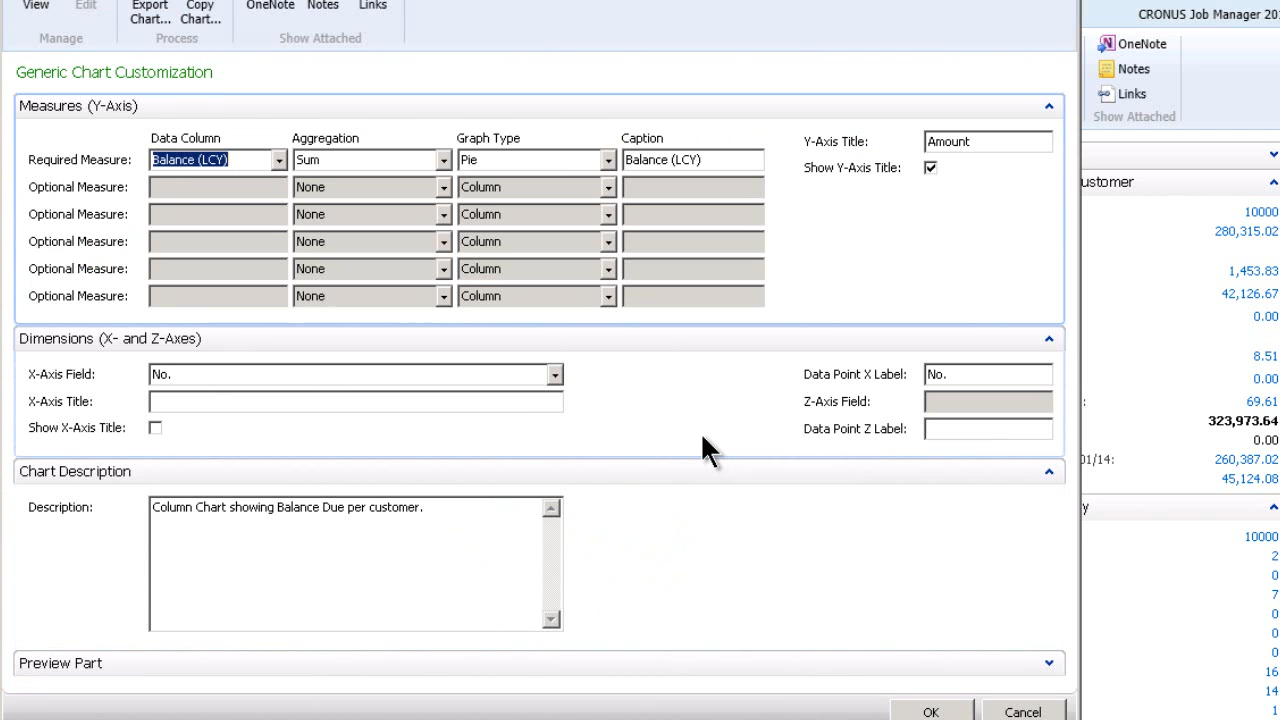 View Edit Export Chart... Copy Chart... OneNote Notes Links
Manage Process Show Attached
Generic Chart Customization
Measures (Y-Axis)
Data Column Aggregation Graph Type Caption
Required Measure: Balance (LCY) Sum Pie Balance (LCY)
Optional Measure: None Column
Optional Measure: None Column
Optional Measure: None Column
Optional Measure: None Column
Optional Measure: None Column
Y-Axis Title: Amount
Show Y-Axis Title:
Dimensions (X- and Z-Axes)
X-Axis Field: No.
X-Axis Title:
Show X-Axis Title:
Data Point X Label: No.
Z-Axis Field:
Data Point Z Label:
Chart Description
Description: Column Chart showing Balance Due per customer.
Preview Part
OK Cancel
CRONUS Job Manager 20
OneNote
Notes
Links
Show Attached
ustomer
10000
280,315.02
1,453.83
42,126.67
0.00
8.51
0.00
: 69.61
323,973.64
0.00
01/14: 260,387.02
45,124.08
y
10000
2
0
7
0
0
0
16
14
1